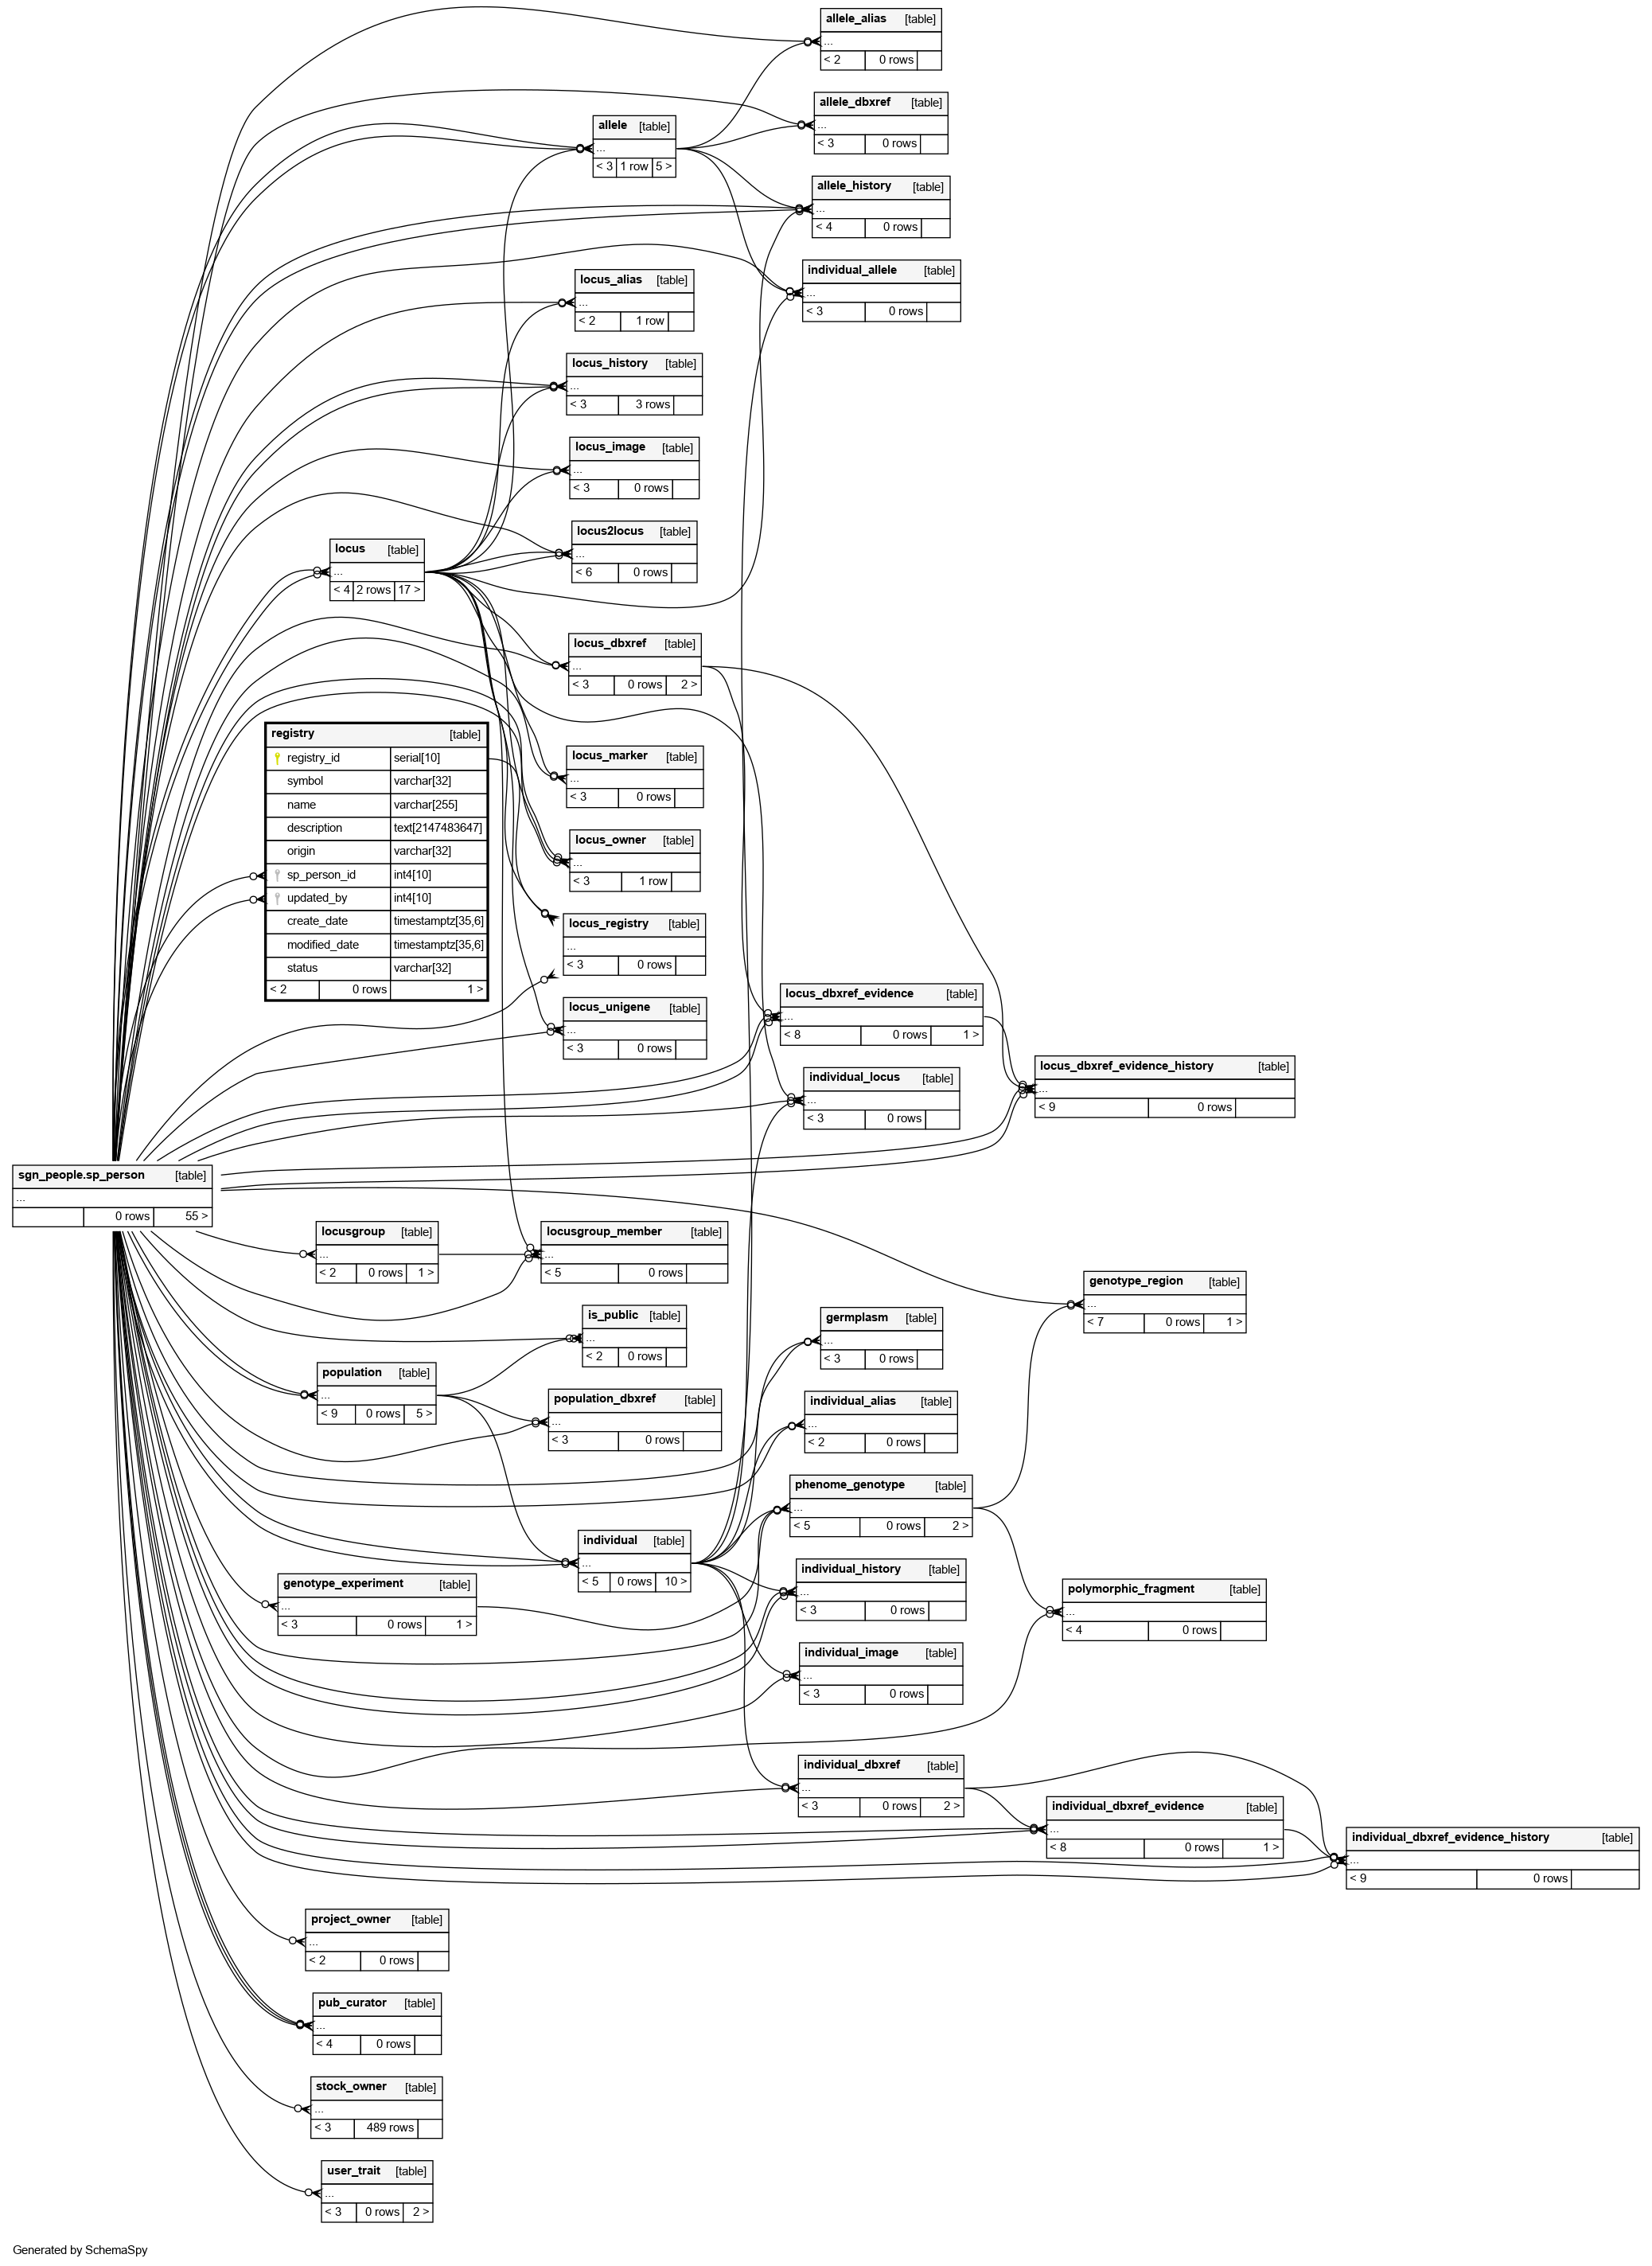 allele_alias [table]
...
< 2 0 rows
allele_dbxref [table]
...
< 3 0 rows
allele [table]
...
< 3 1 row 5 >
allele_history [table]
...
< 4 0 rows
individual_allele [table]
...
< 3 0 rows
locus_alias [table]
...
< 2 1 row
locus_history [table]
...
< 3 3 rows
locus_image [table]
...
< 3 0 rows
locus2locus [table]
...
< 6 0 rows
locus [table]
...
< 4 2 rows 17 >
locus_dbxref [table]
...
< 3 0 rows 2 >
registry [table]
registry_id serial[10]
symbol varchar[32]
name varchar[255]
description text[2147483647]
origin varchar[32]
sp_person_id int4[10]
updated_by int4[10]
create_date timestamptz[35,6]
modified_date timestamptz[35,6]
status varchar[32]
< 2 0 rows 1 >
locus_marker [table]
...
< 3 0 rows
locus_owner [table]
...
< 3 1 row
locus_registry [table]
...
< 3 0 rows
locus_unigene [table]
...
< 3 0 rows
locus_dbxref_evidence [table]
...
< 8 0 rows 1 >
locus_dbxref_evidence_history [table]
...
< 9 0 rows
individual_locus [table]
...
< 3 0 rows
sgn_people.sp_person [table]
...
0 rows 55 >
locusgroup [table]
...
< 2 0 rows 1 >
locusgroup_member [table]
...
< 5 0 rows
genotype_region [table]
...
< 7 0 rows 1 >
is_public [table]
...
< 2 0 rows
germplasm [table]
...
< 3 0 rows
population [table]
...
< 9 0 rows 5 >
population_dbxref [table]
...
< 3 0 rows
individual_alias [table]
...
< 2 0 rows
phenome_genotype [table]
...
< 5 0 rows 2 >
individual [table]
...
< 5 0 rows 10 >
individual_history [table]
...
< 3 0 rows
genotype_experiment [table]
...
< 3 0 rows 1 >
polymorphic_fragment [table]
...
< 4 0 rows
individual_image [table]
...
< 3 0 rows
individual_dbxref [table]
...
< 3 0 rows 2 >
individual_dbxref_evidence [table]
...
< 8 0 rows 1 >
individual_dbxref_evidence_history [table]
...
< 9 0 rows
project_owner [table]
...
< 2 0 rows
pub_curator [table]
...
< 4 0 rows
stock_owner [table]
...
< 3 489 rows
user_trait [table]
...
< 3 0 rows 2 >
Generated by SchemaSpy